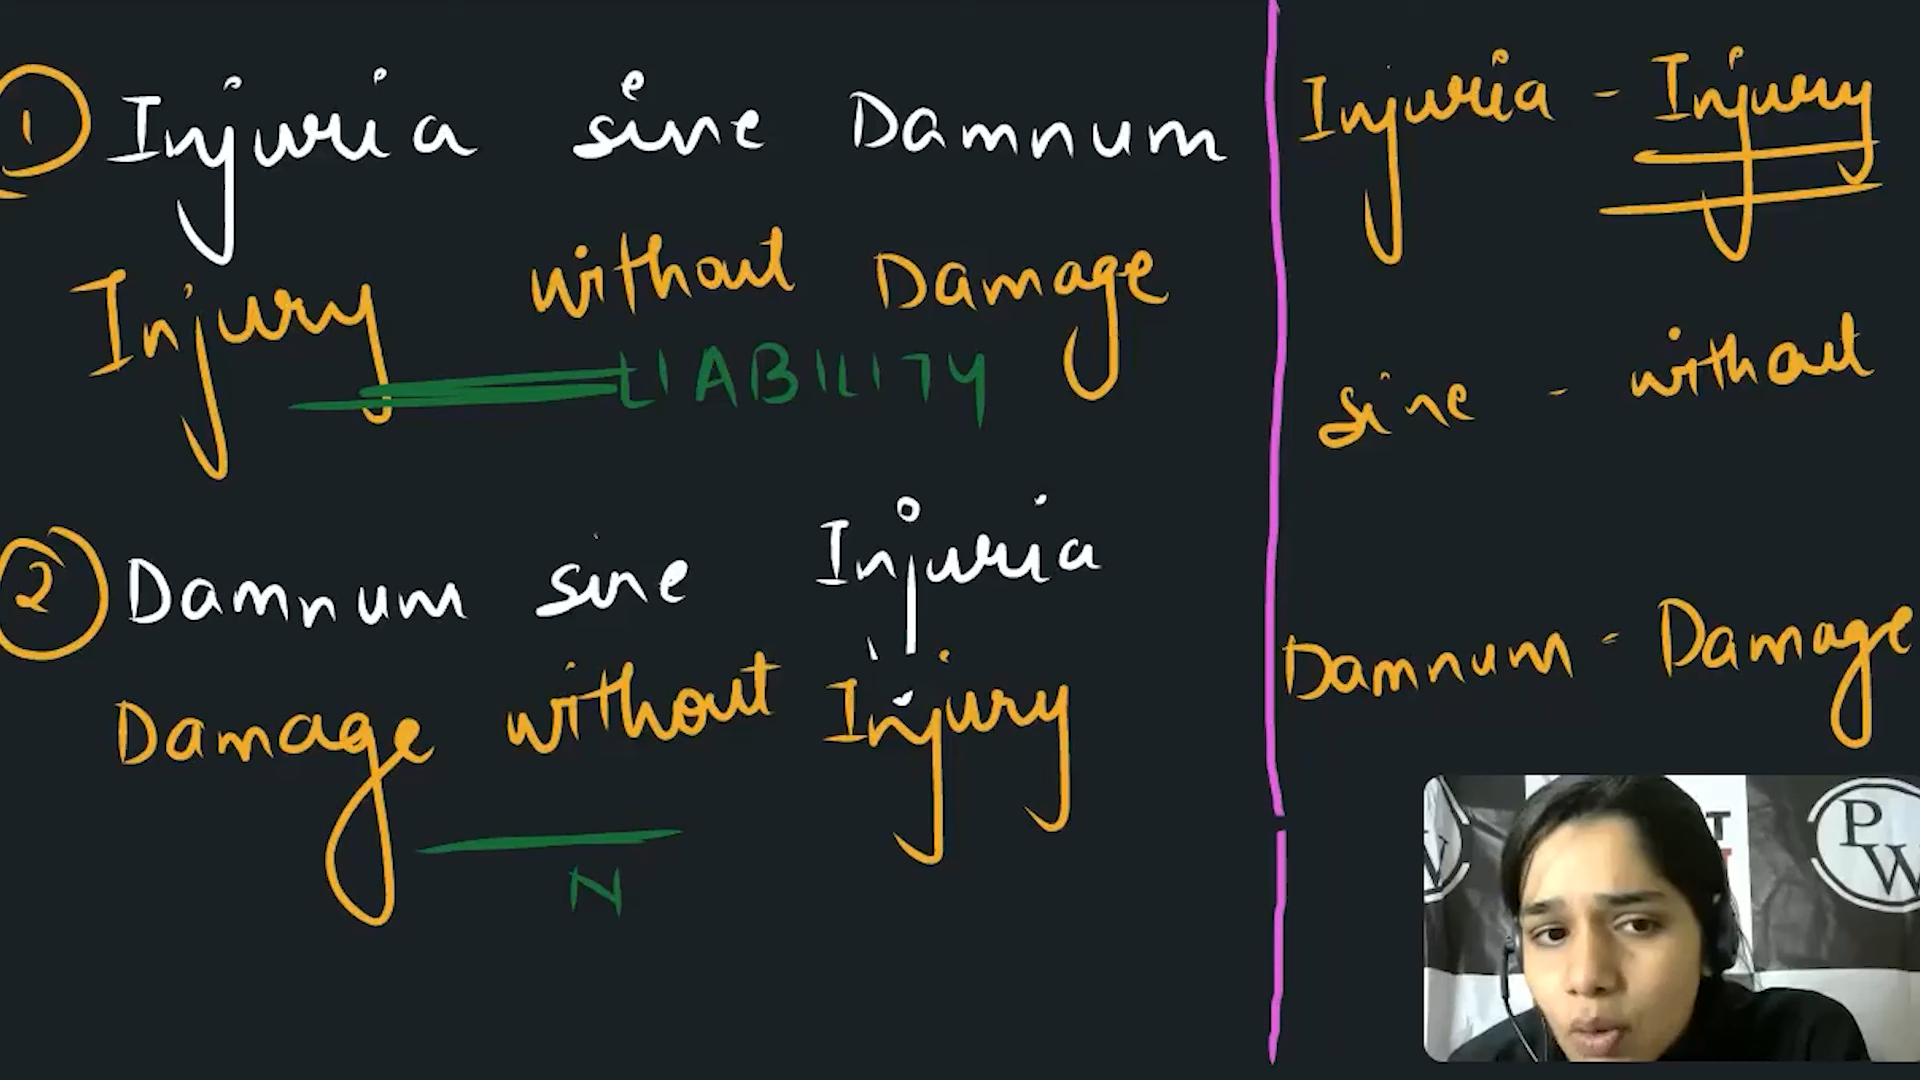 1 Injuria sine Damnum
Injury without Damage
LIABILITY
2 Damnum sine Injuria
Damage without Injury
N
Injuria - Injury
sine - without
Damnum - Damage
PW